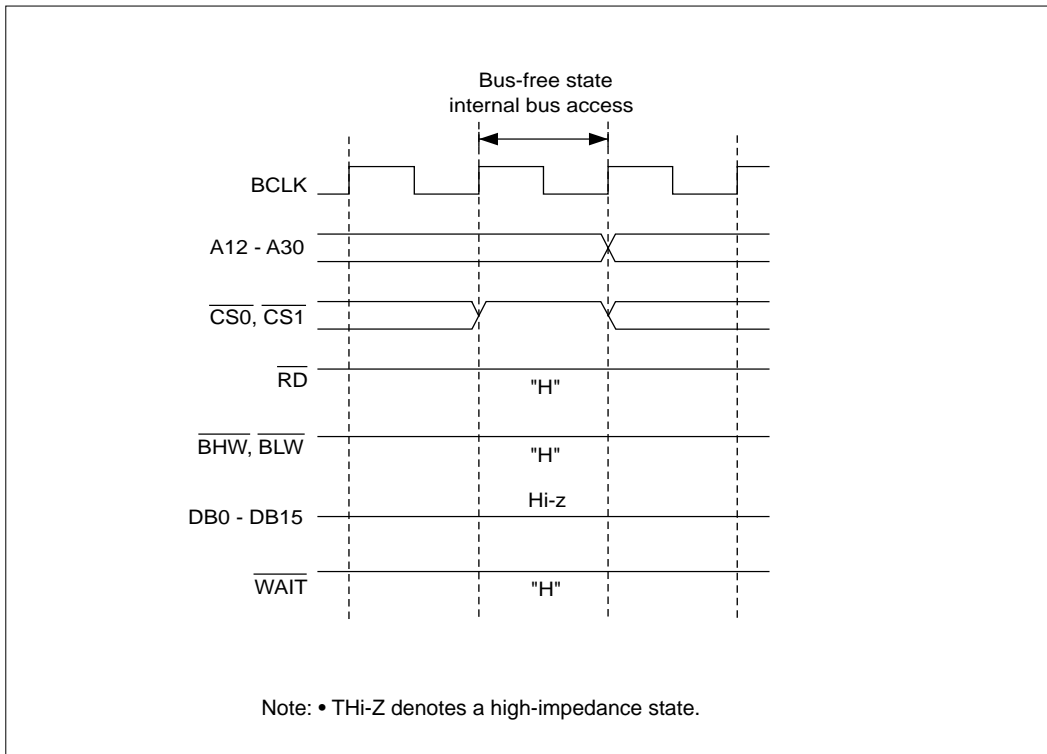 Bus-free state
internal bus access
BCLK
A12 - A30
CS0, CS1
RD
"H"
BHW, BLW
"H"
Hi-z
DB0 - DB15
WAIT
"H"
Note: • THi-Z denotes a high-impedance state.